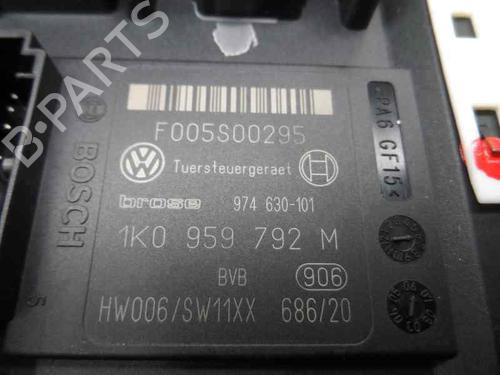 F005S00295
Tuersteuergeraet
BOSCH
brose 974 630-101
1K0 959 792 M
BVB 906
HW006/SW11XX 686/20
>PA6 GF15<
5
B-PARTS